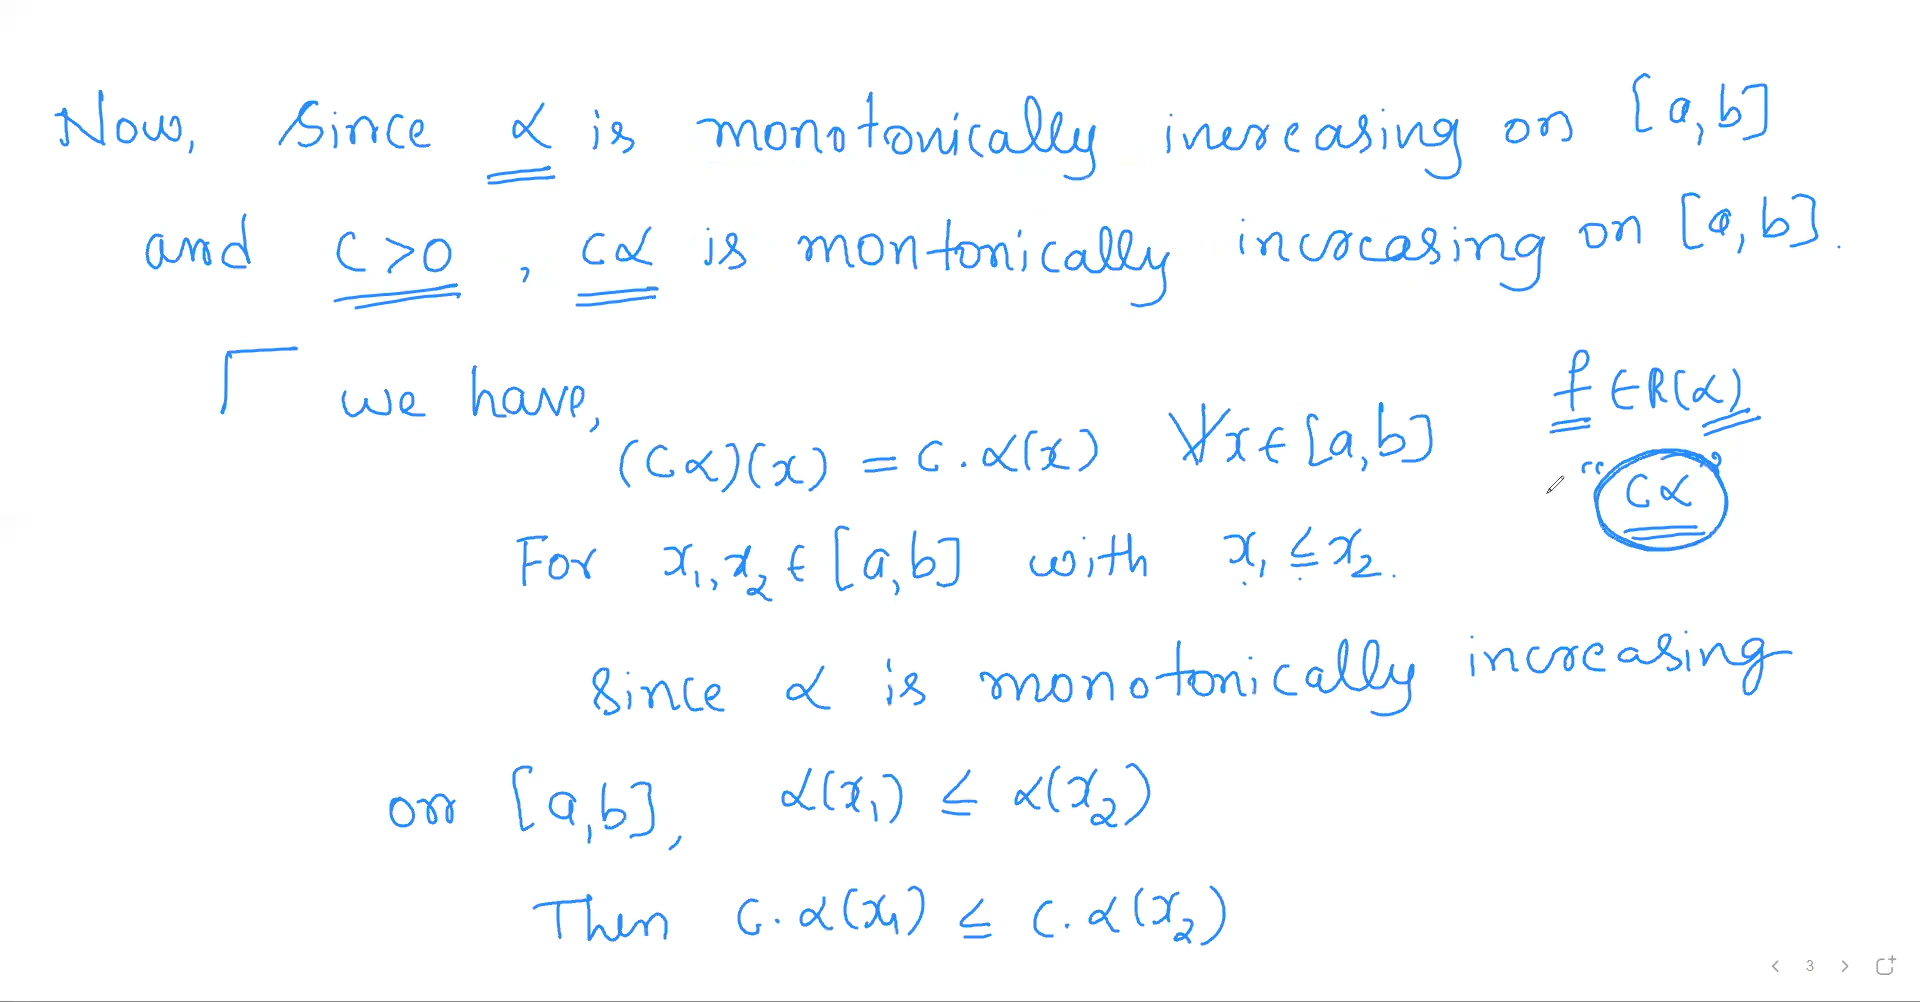 Now, since α is monotonically increasing on [a,b]
and c>0, cα is montonically increasing on [a,b].
we have,
f ∈ R(α)
(cα)(x) = c.α(x) ∀x ∈ [a,b]
"cα"
For x₁, x₂ ∈ [a,b] with x₁ ≤ x₂.
since α is monotonically increasing
on [a,b], α(x₁) ≤ α(x₂)
Then c.α(x₁) ≤ c.α(x₂)
3